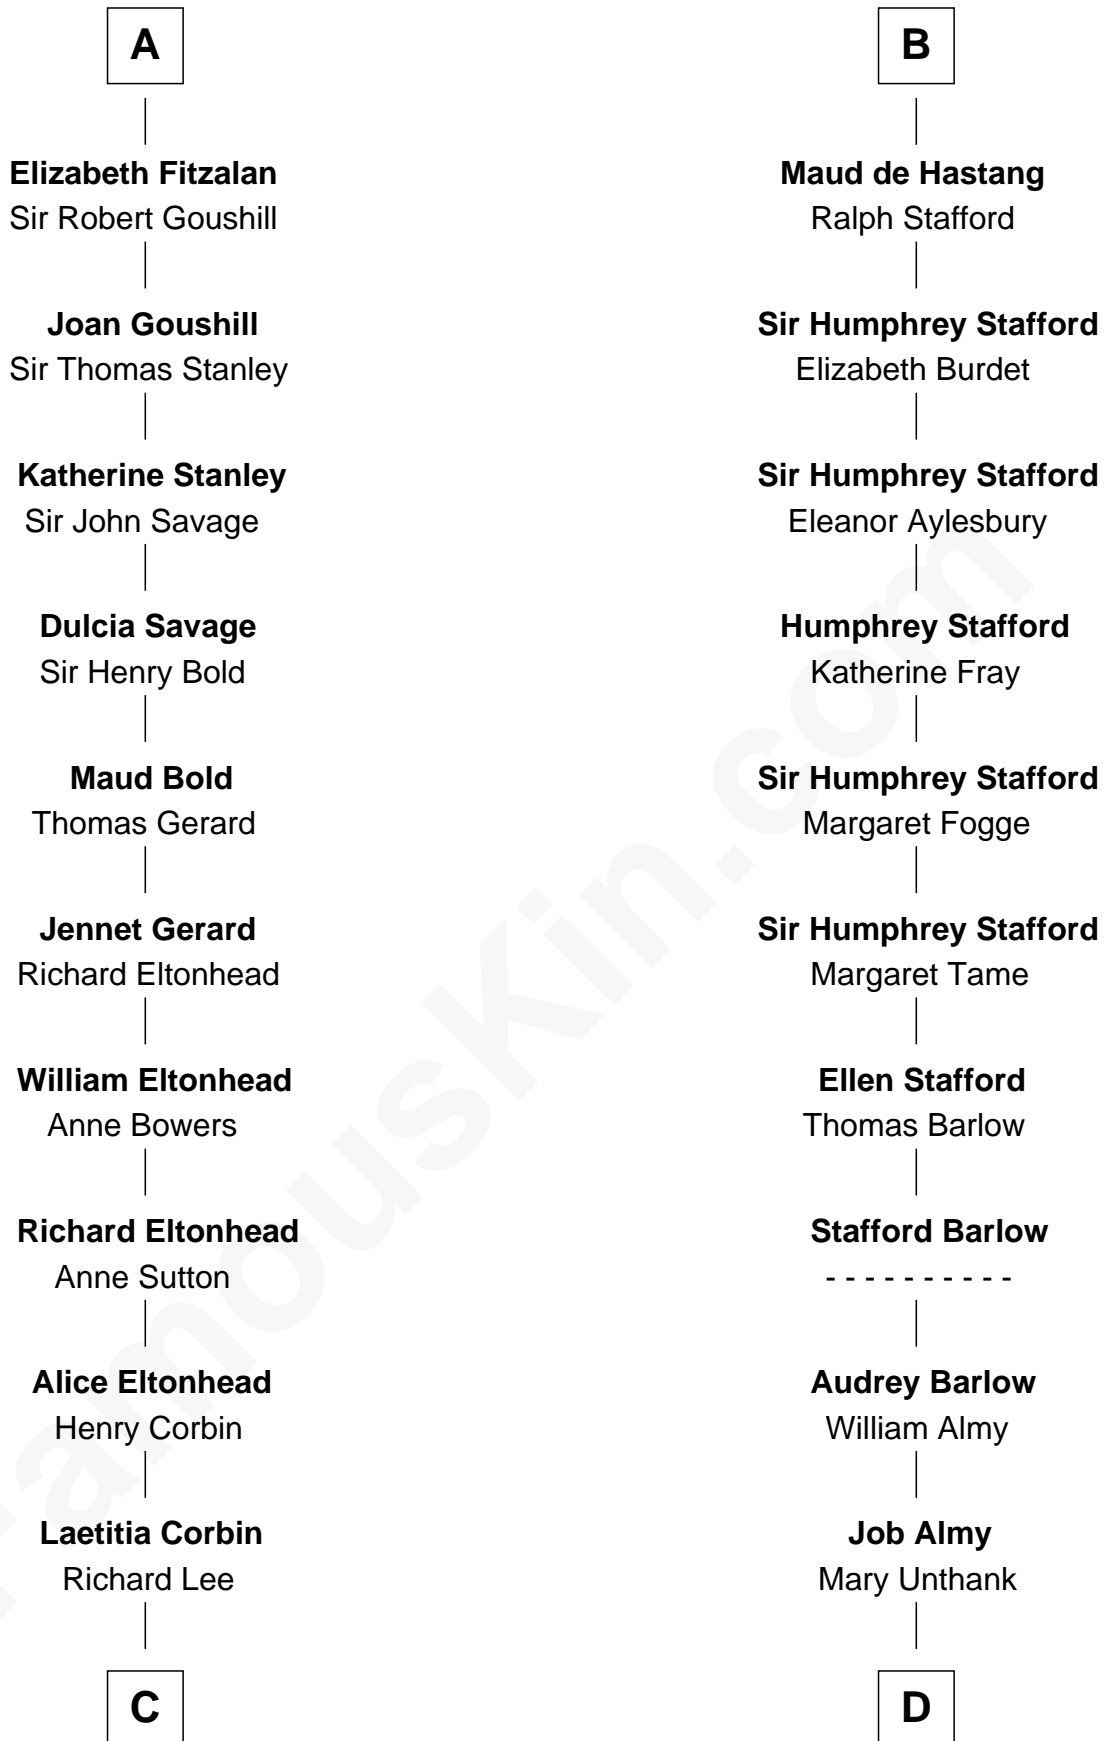 A
Elizabeth Fitzalan
Sir Robert Goushill
Joan Goushill
Sir Thomas Stanley
Katherine Stanley
Sir John Savage
Dulcia Savage
Sir Henry Bold
Maud Bold
Thomas Gerard
Jennet Gerard
Richard Eltonhead
William Eltonhead
Anne Bowers
Richard Eltonhead
Anne Sutton
Alice Eltonhead
Henry Corbin
Laetitia Corbin
Richard Lee
C
B
Maud de Hastang
Ralph Stafford
Sir Humphrey Stafford
Elizabeth Burdet
Sir Humphrey Stafford
Eleanor Aylesbury
Humphrey Stafford
Katherine Fray
Sir Humphrey Stafford
Margaret Fogge
Sir Humphrey Stafford
Margaret Tame
Ellen Stafford
Thomas Barlow
Stafford Barlow
- - - - - - - - - -
Audrey Barlow
William Almy
Job Almy
Mary Unthank
D
FamousKin.com